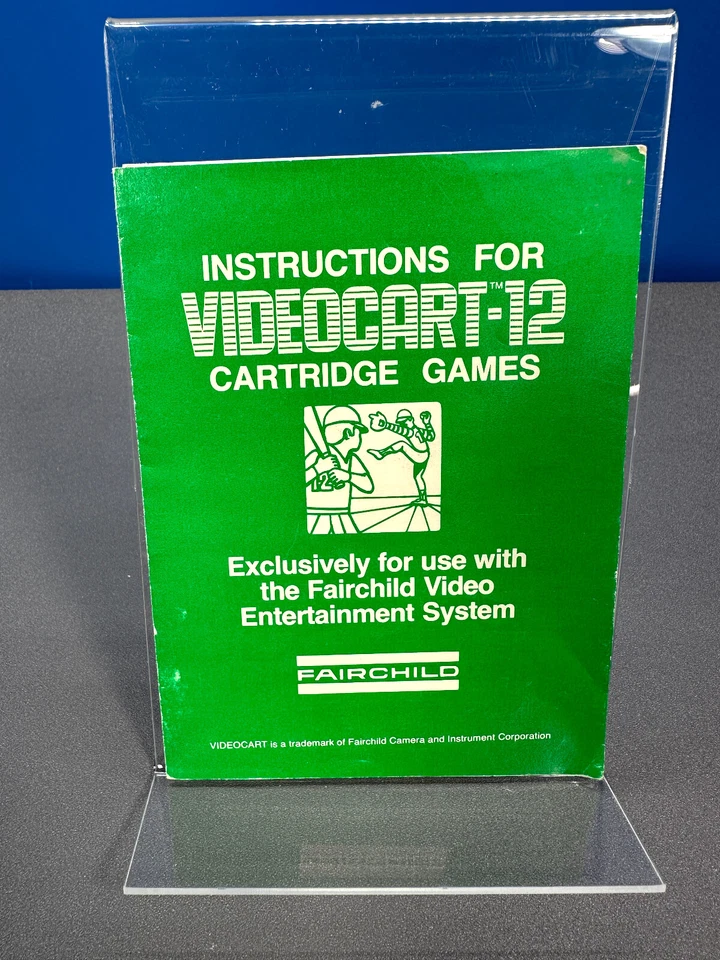 INSTRUCTIONS FOR
VIDEOCART™-12
CARTRIDGE GAMES
12
Exclusively for use with
the Fairchild Video
Entertainment System
FAIRCHILD
VIDEOCART is a trademark of Fairchild Camera and Instrument Corporation